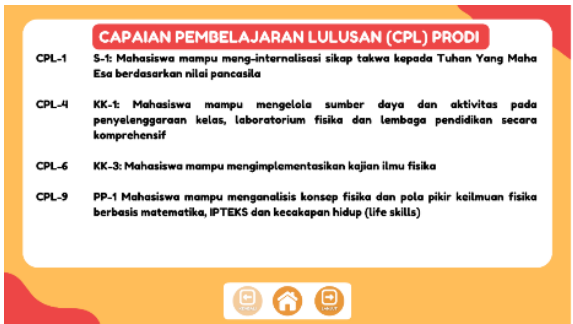 CAPAIAN PEMBELAJARAN LULUSAN (CPL) PRODI
CPL-1 S-1: Mahasiswa mampu meng-internalisasi sikap takwa kepada Tuhan Yang Maha
Esa berdasarkan nilai pancasila
CPL-4 KK-1: Mahasiswa mampu mengelola sumber daya dan aktivitas pada
penyelenggaraan kelas, laboratorium fisika dan lembaga pendidikan secara
komprehensif
CPL-6 KK-3: Mahasiswa mampu mengimplementasikan kajian ilmu fisika
CPL-9 PP-1 Mahasiswa mampu menganalisis konsep fisika dan pola pikir keilmuan fisika
berbasis matematika, IPTEKS dan kecakapan hidup (life skills)